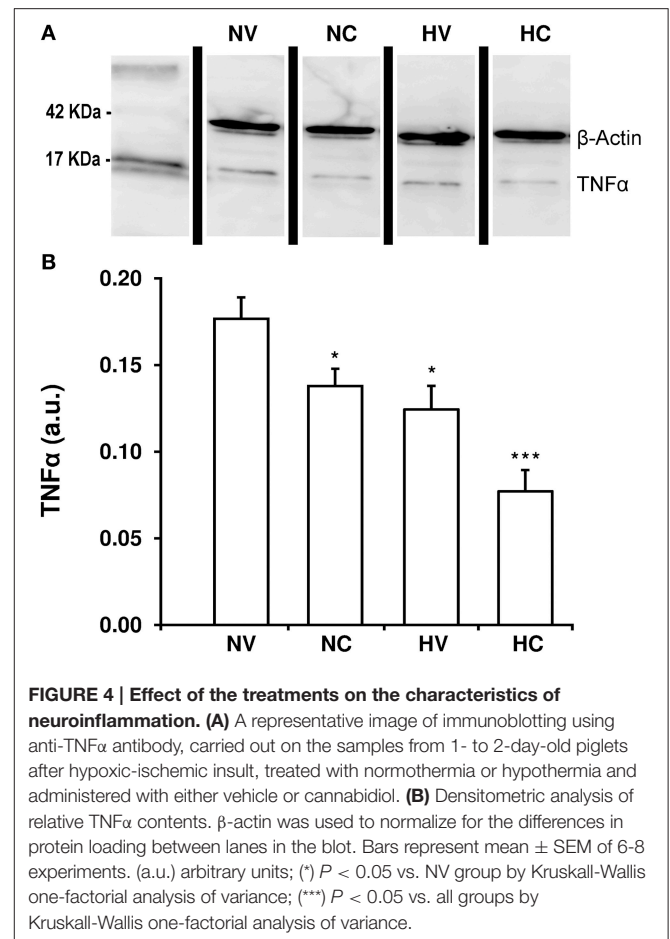 A
NV NC HV HC
42 KDa -
17 KDa -
β-Actin
TNFα
B
TNFα (a.u.)
0.20
0.15
0.10
0.05
0.00
*
*
***
NV NC HV HC
FIGURE 4 | Effect of the treatments on the characteristics of
neuroinflammation. (A) A representative image of immunoblotting using
anti-TNFα antibody, carried out on the samples from 1- to 2-day-old piglets
after hypoxic-ischemic insult, treated with normothermia or hypothermia and
administered with either vehicle or cannabidiol. (B) Densitometric analysis of
relative TNFα contents. β-actin was used to normalize for the differences in
protein loading between lanes in the blot. Bars represent mean ± SEM of 6-8
experiments. (a.u.) arbitrary units; (*) P < 0.05 vs. NV group by Kruskall-Wallis
one-factorial analysis of variance; (***) P < 0.05 vs. all groups by
Kruskall-Wallis one-factorial analysis of variance.